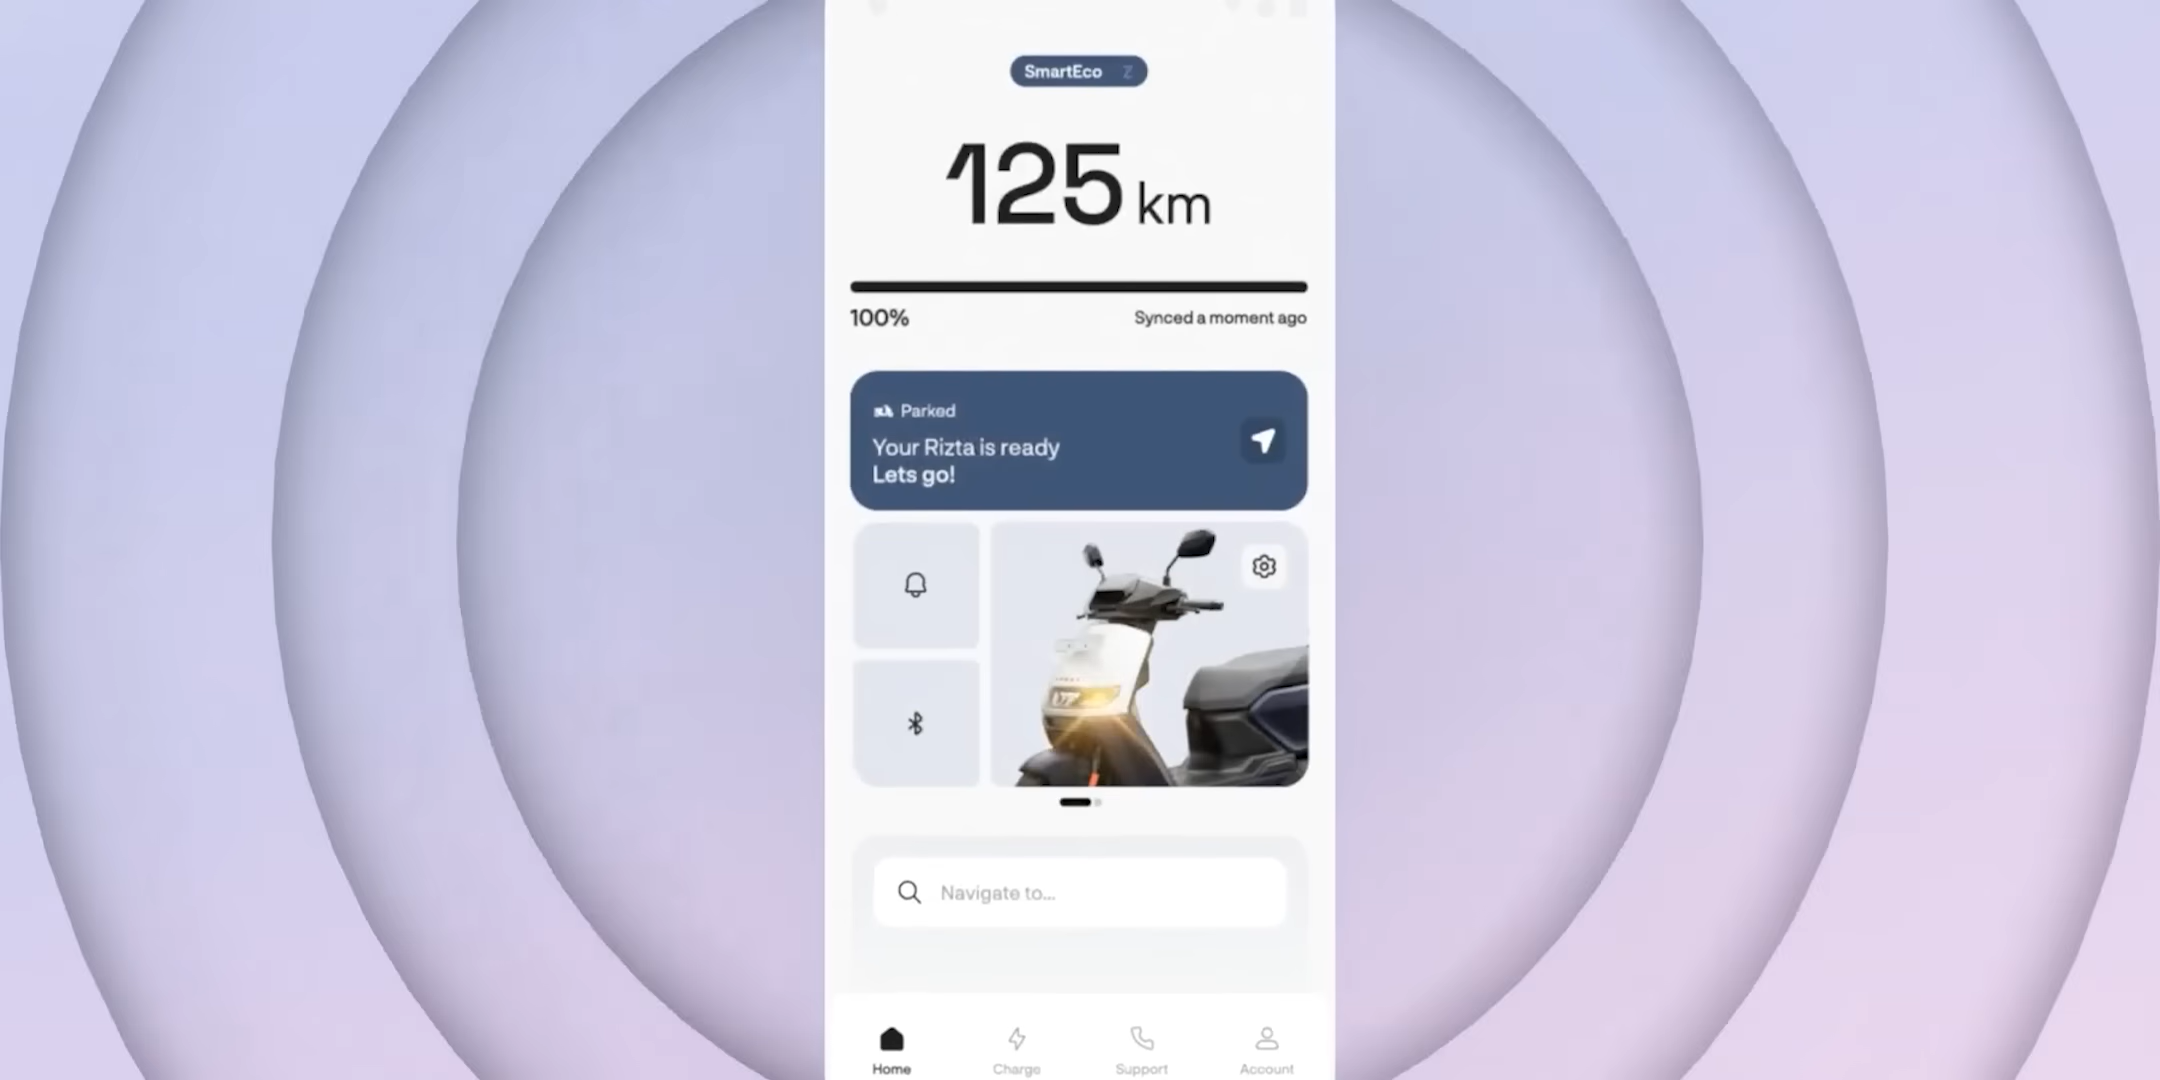 SmartEco Z
125 km
100%
Synced a moment ago
Parked
Your Rizta is ready
Lets go!
Navigate to...
Home
Charge
Support
Account